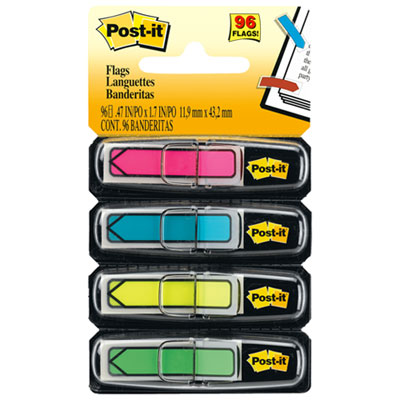 Post-it
96
FLAGS!
Flags
Languettes
Banderitas
96 .47 IN/PO x 1.7 IN/PO 11,9 mm x 43,2 mm
CONT. 96 BANDERITAS
Post-it
Post-it
Post-it
Post-it